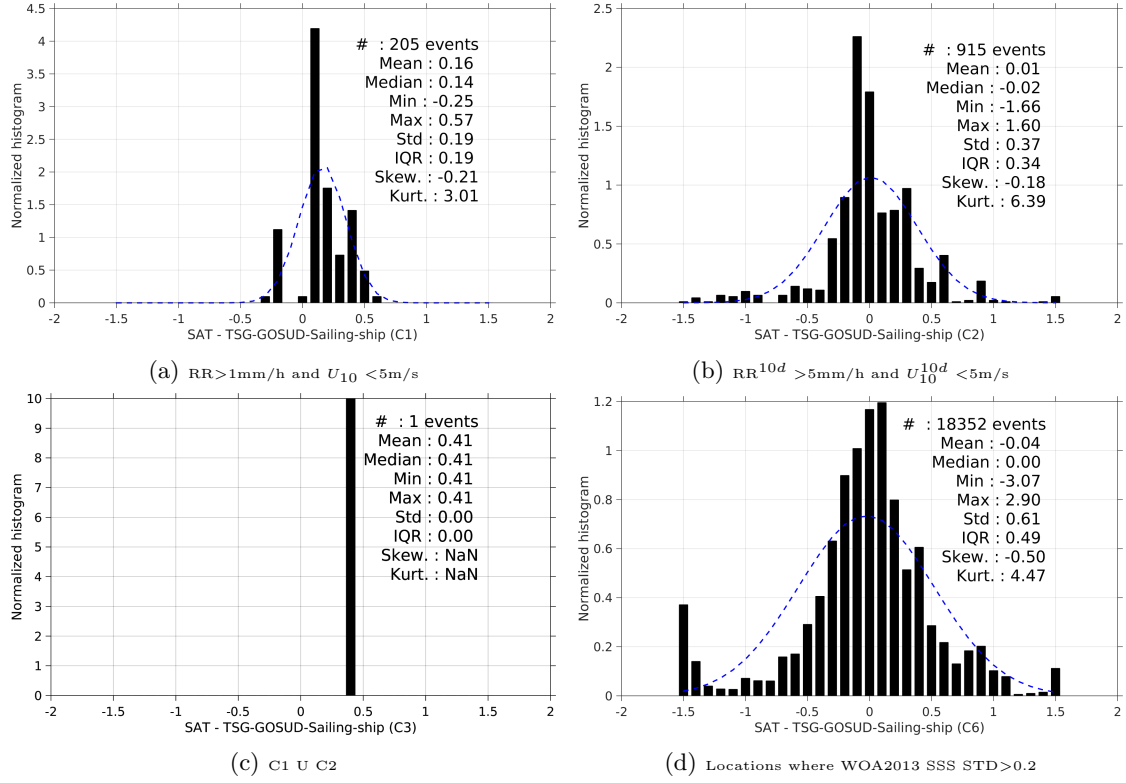 4.5
4
3.5
3
2.5
2
1.5
1
0.5
0
Normalized histogram
# : 205 events
Mean : 0.16
Median : 0.14
Min : -0.25
Max : 0.57
Std : 0.19
IQR : 0.19
Skew. : -0.21
Kurt. : 3.01
-2 -1.5 -1 -0.5 0 0.5 1 1.5 2
SAT - TSG-GOSUD-Sailing-ship (C1)
(a) RR>1mm/h and U10 <5m/s
2.5
2
1.5
1
0.5
0
Normalized histogram
# : 915 events
Mean : 0.01
Median : -0.02
Min : -1.66
Max : 1.60
Std : 0.37
IQR : 0.34
Skew. : -0.18
Kurt. : 6.39
-2 -1.5 -1 -0.5 0 0.5 1 1.5 2
SAT - TSG-GOSUD-Sailing-ship (C2)
(b) RR^10d >5mm/h and U10^10d <5m/s
10
9
8
7
6
5
4
3
2
1
0
Normalized histogram
# : 1 events
Mean : 0.41
Median : 0.41
Min : 0.41
Max : 0.41
Std : 0.00
IQR : 0.00
Skew. : NaN
Kurt. : NaN
-2 -1.5 -1 -0.5 0 0.5 1 1.5 2
SAT - TSG-GOSUD-Sailing-ship (C3)
(c) C1 U C2
1.2
1
0.8
0.6
0.4
0.2
0
Normalized histogram
# : 18352 events
Mean : -0.04
Median : 0.00
Min : -3.07
Max : 2.90
Std : 0.61
IQR : 0.49
Skew. : -0.50
Kurt. : 4.47
-2 -1.5 -1 -0.5 0 0.5 1 1.5 2
SAT - TSG-GOSUD-Sailing-ship (C6)
(d) Locations where WOA2013 SSS STD>0.2